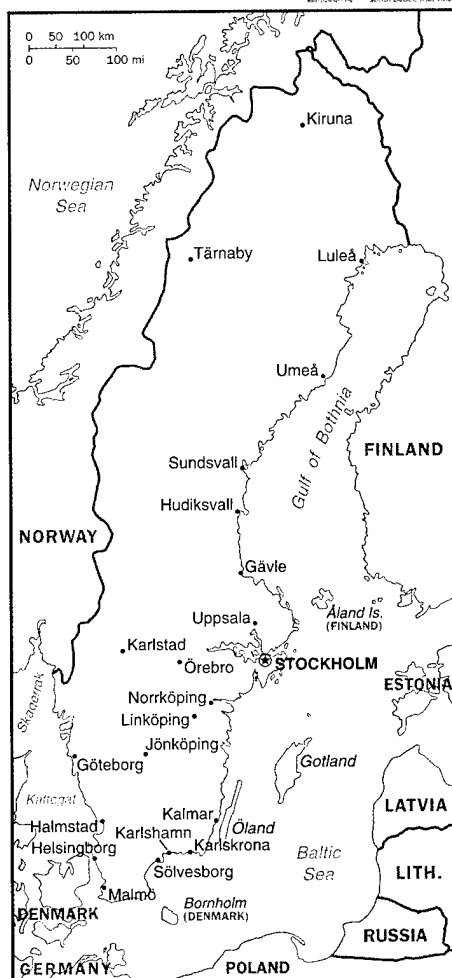 0 50 100 km
0 50 100 mi
Kiruna
Norwegian
Sea
Tärnaby
Luleå
Umeå
Gulf of Bothnia
FINLAND
Sundsvall
Hudiksvall
NORWAY
Gävle
Uppsala
Åland Is.
(FINLAND)
Karlstad
Örebro
STOCKHOLM
ESTONIA
Skagerrak
Norrköping
Linköping
Jönköping
Göteborg
Gotland
Kattegat
LATVIA
Halmstad
Kalmar
Öland
Karlshamn
Karlskrona
Helsingborg
Sölvesborg
Baltic
Sea
LITH.
Malmö
Bornholm
(DENMARK)
DENMARK
RUSSIA
GERMANY
POLAND